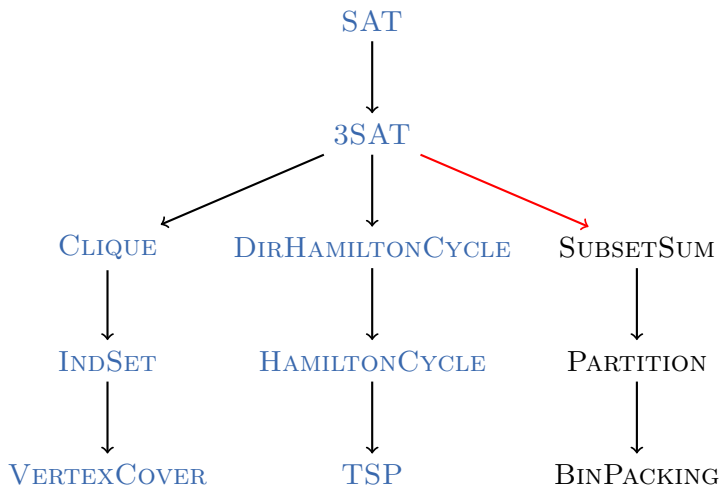 SAT
3SAT
CLIQUE DIRHAMILTONCYCLE SUBSETSUM
INDSET HAMILTONCYCLE PARTITION
VERTEXCOVER TSP BINPACKING